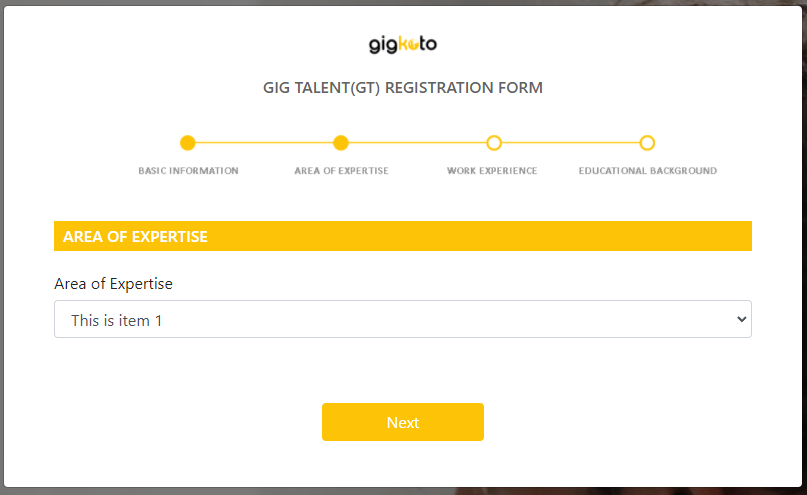 gigkoto
GIG TALENT(GT) REGISTRATION FORM
BASIC INFORMATION
AREA OF EXPERTISE
WORK EXPERIENCE
EDUCATIONAL BACKGROUND
AREA OF EXPERTISE
Area of Expertise
This is item 1
Next